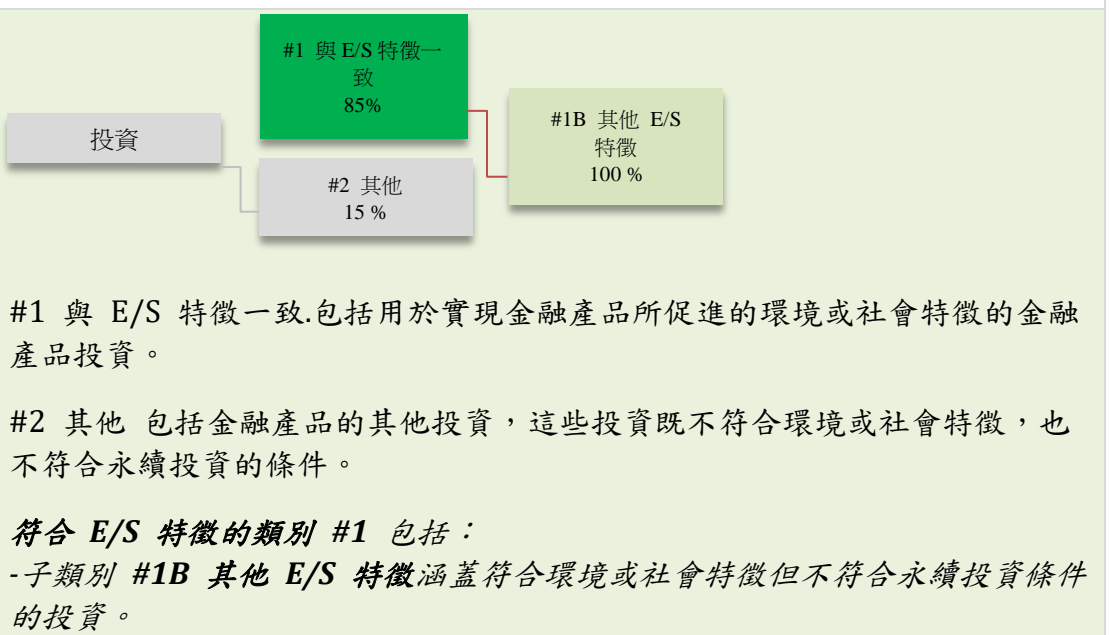 #1 與 E/S 特徵一
致
85%
投資
#1B 其他 E/S
特徵
100 %
#2 其他
15 %
#1 與 E/S 特徵一致.包括用於實現金融產品所促進的環境或社會特徵的金融
產品投資。
#2 其他 包括金融產品的其他投資，這些投資既不符合環境或社會特徵，也
不符合永續投資的條件。
符合 E/S 特徵的類別 #1 包括：
-子類別 #1B 其他 E/S 特徵涵蓋符合環境或社會特徵但不符合永續投資條件
的投資。